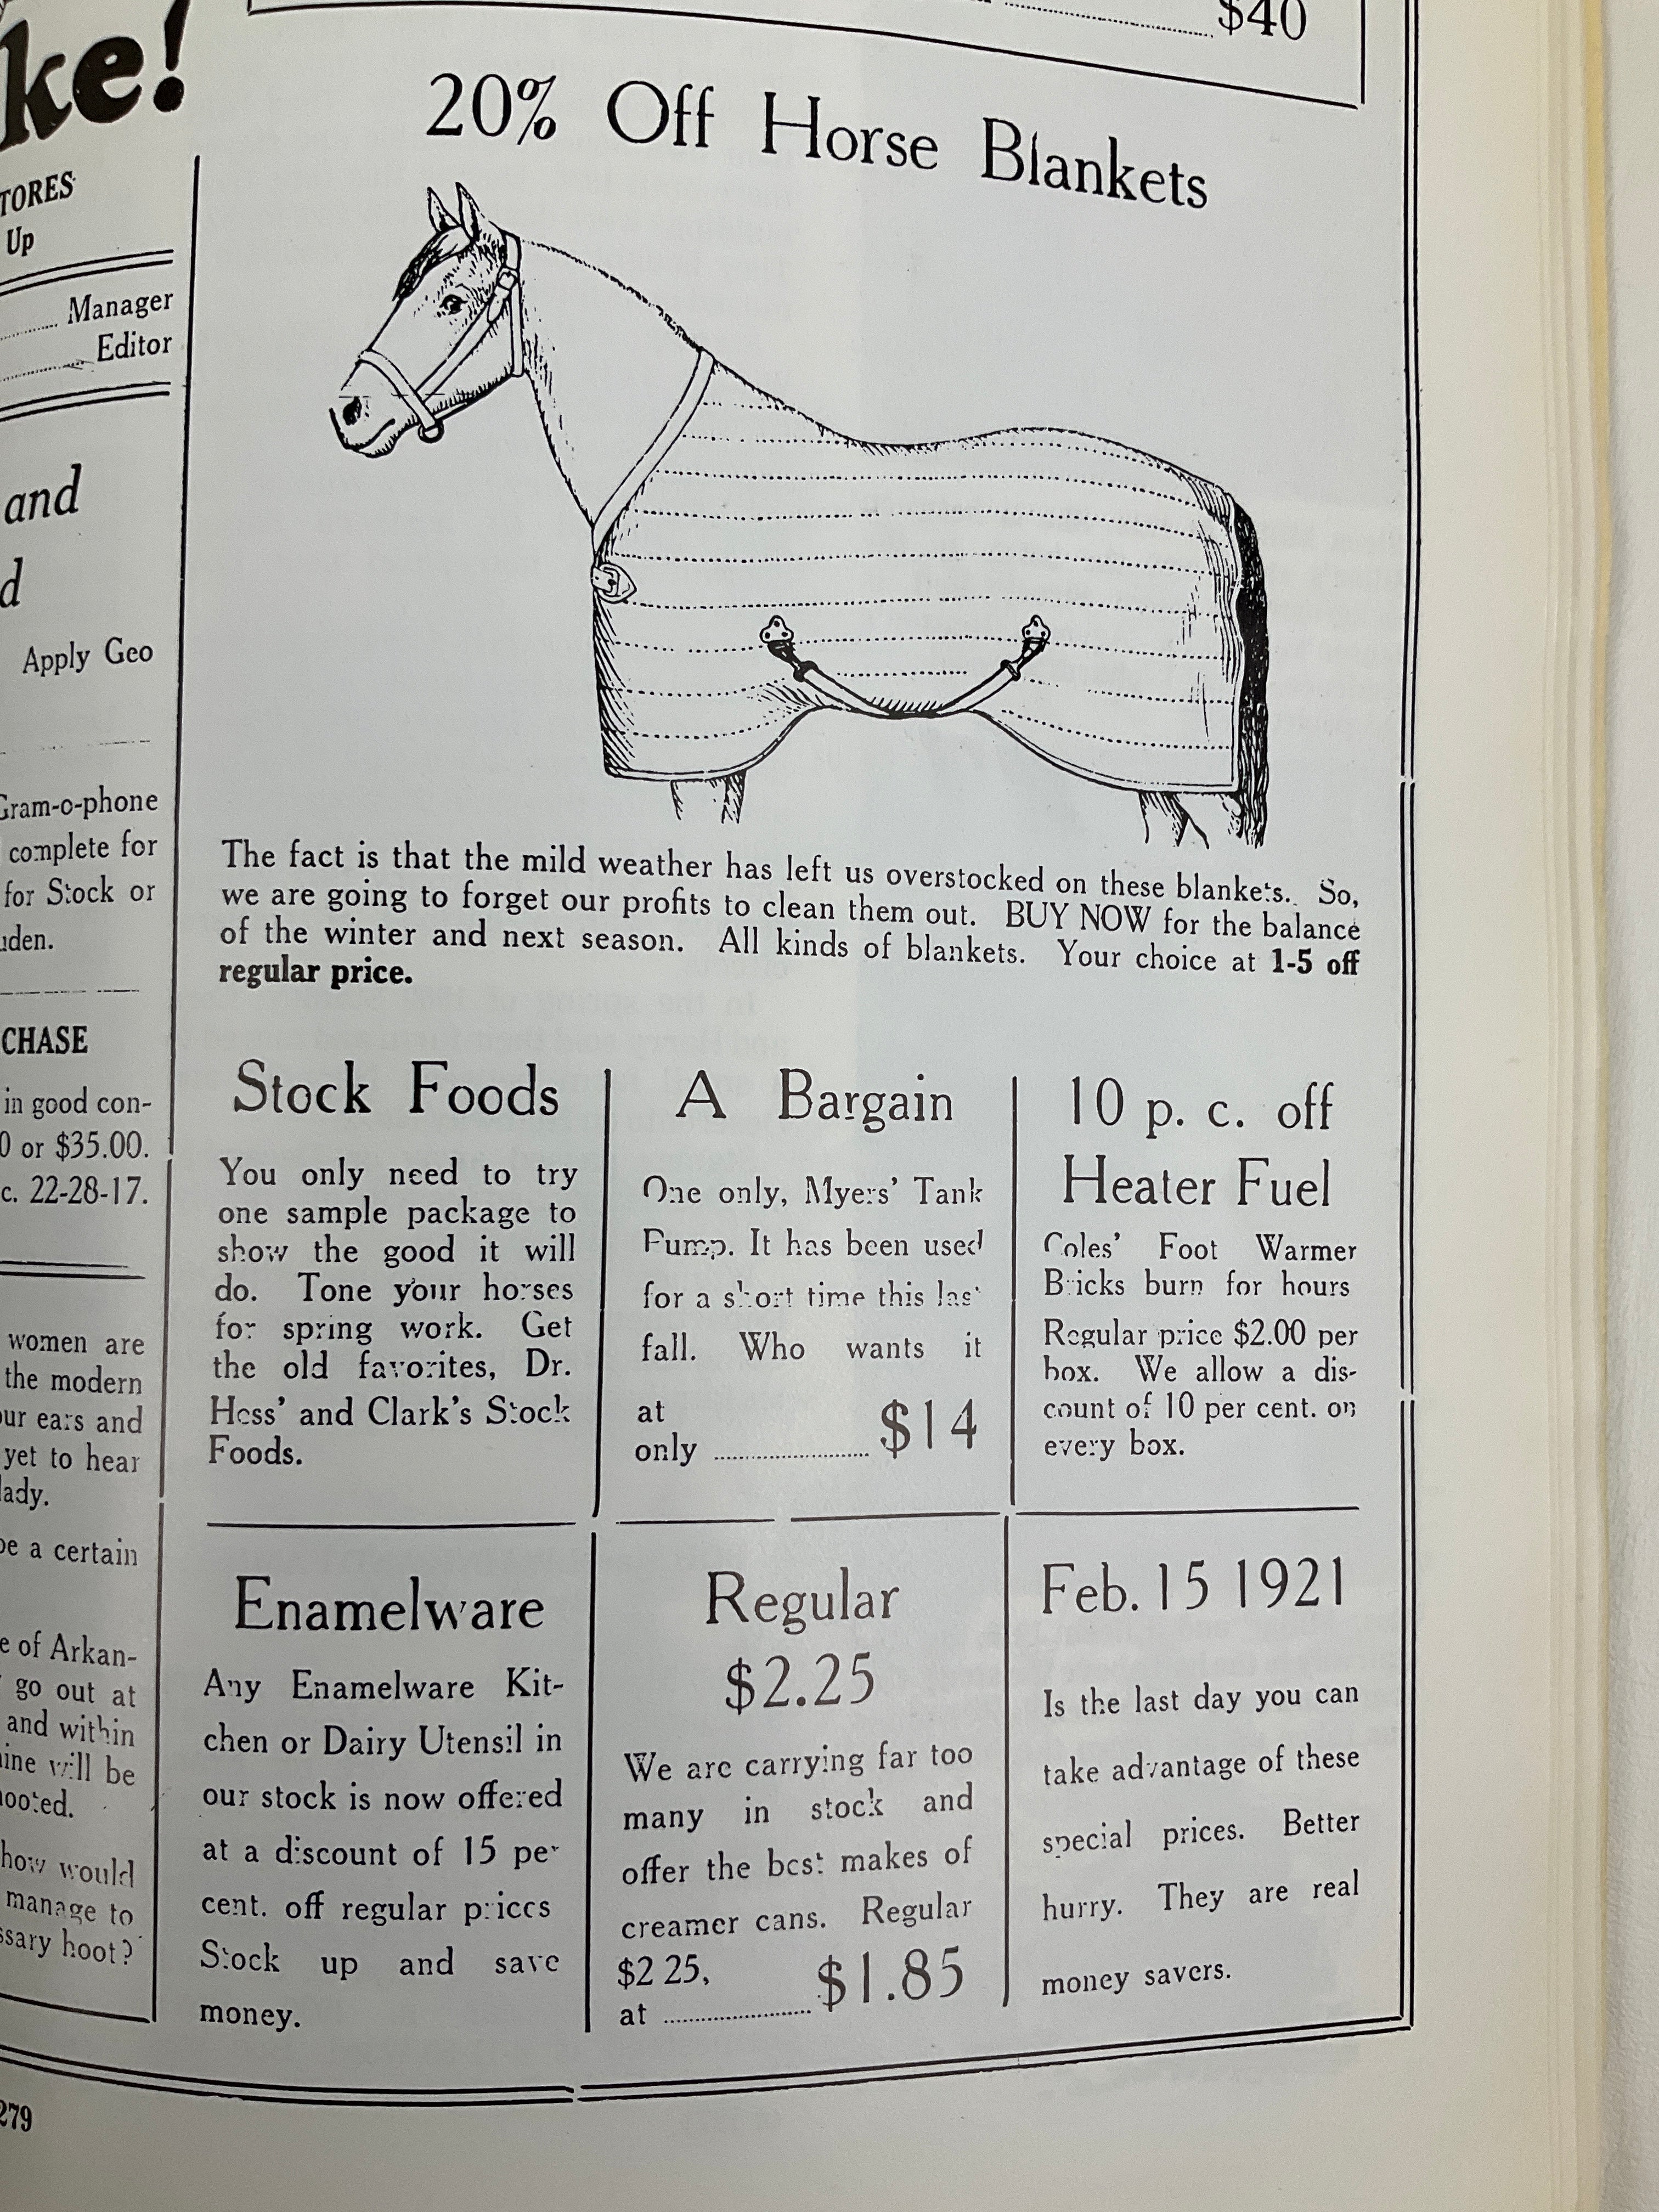 ke!
TORES
Up
Manager
Editor
and
d
Apply Geo
Gram-o-phone
complete for
for Stock or
uden.
CHASE
in good con-
0 or $35.00.
c. 22-28-17.
women are
the modern
our ears and
yet to hear
lady.
be a certain
e of Arkan-
go out at
and within
ine will be
hooted.
how would
manage to
ssary hoot?
279
$40
20% Off Horse Blankets
The fact is that the mild weather has left us overstocked on these blankets. So,
we are going to forget our profits to clean them out. BUY NOW for the balance
of the winter and next season. All kinds of blankets. Your choice at 1-5 off
regular price.
Stock Foods
You only need to try
one sample package to
show the good it will
do. Tone your horses
for spring work. Get
the old favorites, Dr.
Hess' and Clark's Stock
Foods.
A Bargain
One only, Myers' Tank
Pump. It has been used
for a short time this last
fall. Who wants it
at
only $14
10 p. c. off
Heater Fuel
Coles' Foot Warmer
Bricks burn for hours
Regular price $2.00 per
box. We allow a dis-
count of 10 per cent. on
every box.
Enamelware
Any Enamelware Kit-
chen or Dairy Utensil in
our stock is now offered
at a discount of 15 per
cent. off regular prices
Stock up and save
money.
Regular
$2.25
We are carrying far too
many in stock and
offer the best makes of
creamer cans. Regular
$2 25,
at $1.85
Feb. 15 1921
Is the last day you can
take advantage of these
special prices. Better
hurry. They are real
money savers.